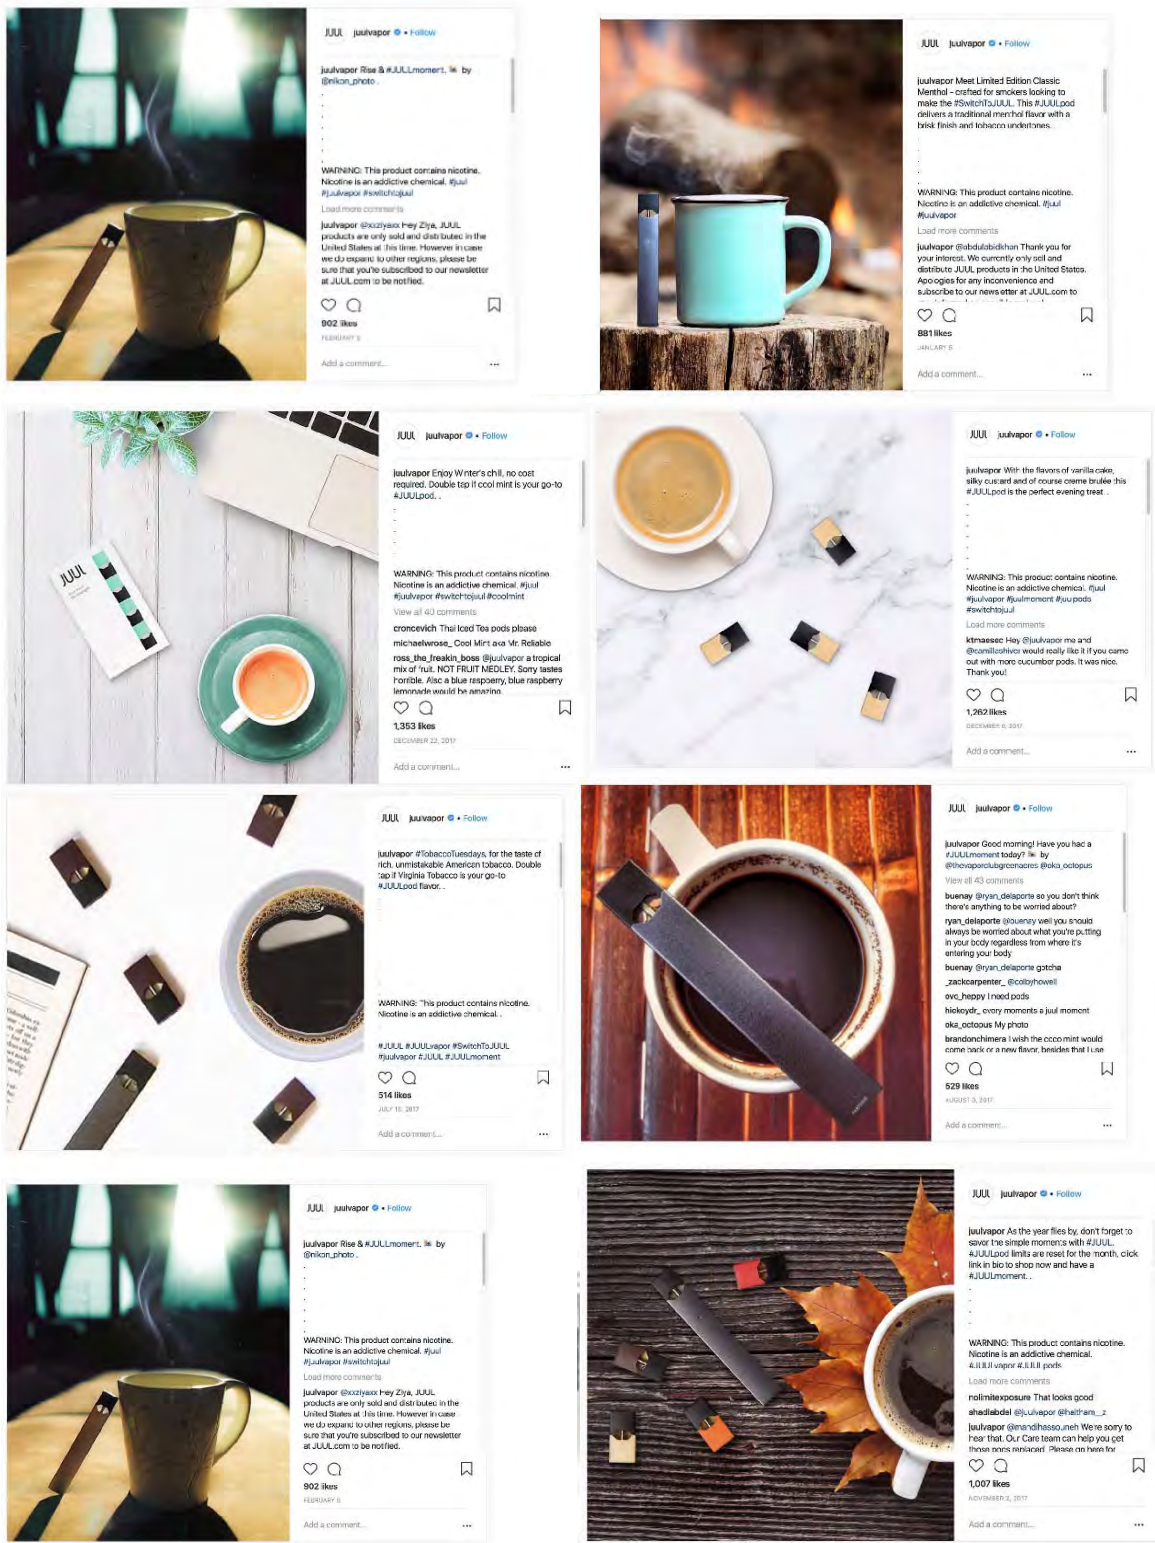 JUUL juulvapor • Follow
juulvapor Rise & #JUULmoment. by
@nikon_photo .
.
.
.
.
.
.
WARNING: This product contains nicotine.
Nicotine is an addictive chemical. #juul
#juulvapor #switchtojuul
Load more comments
juulvapor @xxziyaxx Hey Ziya, JUUL
products are only sold and distributed in the
United States at this time. However in case
we do expand to other regions, please be
sure that you're subscribed to our newsletter
at JUUL.com to be notified.
902 likes
FEBRUARY 5
Add a comment...
JUUL juulvapor • Follow
juulvapor Meet Limited Edition Classic
Menthol - crafted for smokers looking to
make the #SwitchToJUUL. This #JUULpod
delivers a traditional menthol flavor with a
brisk finish and tobacco undertones.
.
.
.
.
WARNING: This product contains nicotine.
Nicotine is an addictive chemical. #juul
#juulvapor
Load more comments
juulvapor @abdulabidkhan Thank you for
your interest. We currently only sell and
distribute JUUL products in the United States.
Apologies for any inconvenience and
subscribe to our newsletter at JUUL.com to
881 likes
JANUARY 5
Add a comment...
JUUL
JUUL juulvapor • Follow
juulvapor Enjoy Winter's chill, no coat
required. Double tap if cool mint is your go-to
#JUULpod. .
.
.
.
.
.
WARNING: This product contains nicotine.
Nicotine is an addictive chemical. #juul
#juulvapor #switchtojuul #coolmint
View all 40 comments
croncevich Thai Iced Tea pods please
michaelwrose_ Cool Mint aka Mr. Reliable
ross_the_freakin_boss @juulvapor a tropical
mix of fruit. NOT FRUIT MEDLEY. Sorry tastes
horrible. Also a blue raspberry, blue raspberry
lemonade would be amazing.
1,353 likes
DECEMBER 22, 2017
Add a comment...
JUUL juulvapor • Follow
juulvapor With the flavors of vanilla cake,
silky custard and of course creme brulée this
#JUULpod is the perfect evening treat .
.
.
.
.
.
.
WARNING: This product contains nicotine.
Nicotine is an addictive chemical. #juul
#juulvapor #juulmoment #juulpods
#switchtojuul
Load more comments
ktmaesec Hey @juulvapor me and
@camilleshiver would really like it if you came
out with more cucumber pods. It was nice.
Thank you!
1,262 likes
DECEMBER 6, 2017
Add a comment...
JUUL juulvapor • Follow
juulvapor #TobaccoTuesdays, for the taste of
rich, unmistakable American tobacco. Double
tap if Virginia Tobacco is your go-to
#JUULpod flavor. .
WARNING: This product contains nicotine.
Nicotine is an addictive chemical. .
#JUUL #JUULvapor #SwitchToJUUL
#juulvapor #JUUL #JUULmoment
514 likes
JULY 18, 2017
Add a comment...
JUUL juulvapor • Follow
juulvapor Good morning! Have you had a
#JUULmoment today? by
@thevaporclubgreenacres @oka_octopus
View all 43 comments
buenay @ryan_delaporte so you don't think
there's anything to be worried about?
ryan_delaporte @buenay well you should
always be worried about what you're putting
in your body regardless from where it's
entering your body
buenay @ryan_delaporte gotcha
_zackcarpenter_ @colbyhowell
ovo_heppy I need pods
hickeydr_ every moments a juul moment
oka_octopus My photo
brandonchimera I wish the coco mint would
come back or a new flavor, besides that I use
529 likes
AUGUST 3, 2017
Add a comment...
JUUL juulvapor • Follow
juulvapor Rise & #JUULmoment. by
@nikon_photo .
.
.
.
.
.
.
WARNING: This product contains nicotine.
Nicotine is an addictive chemical. #juul
#juulvapor #switchtojuul
Load more comments
juulvapor @xxziyaxx Hey Ziya, JUUL
products are only sold and distributed in the
United States at this time. However in case
we do expand to other regions, please be
sure that you're subscribed to our newsletter
at JUUL.com to be notified.
902 likes
FEBRUARY 5
Add a comment...
JUUL juulvapor • Follow
juulvapor As the year flies by, don't forget to
savor the simple moments with #JUUL.
#JUULpod limits are reset for the month, click
link in bio to shop now and have a
#JUULmoment. .
.
.
.
.
WARNING: This product contains nicotine.
Nicotine is an addictive chemical.
#JUULvapor #JUULpods
Load more comments
nolimitexposure That looks good
shadiabdel @juulvapor @haitham__z
juulvapor @mandihassouneh We're sorry to
hear that. Our Care team can help you get
those pods replaced. Please go here for
1,007 likes
NOVEMBER 2, 2017
Add a comment...